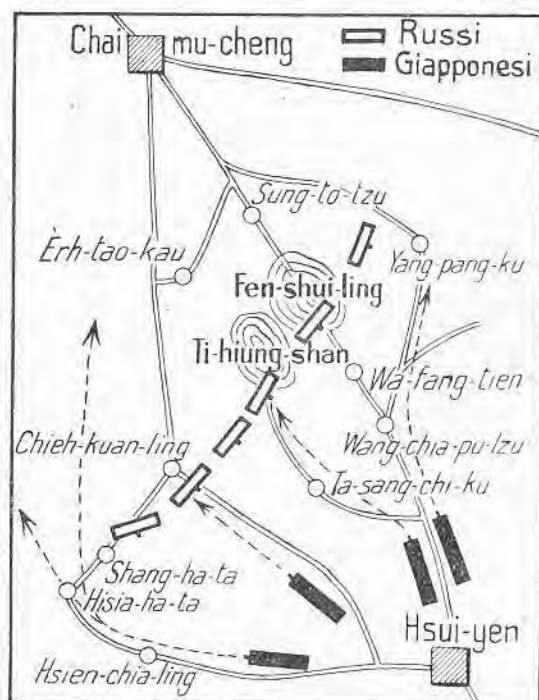 Chai mu-cheng
Russi
Giapponesi
Sung-to-tzu
Èrh-tao-kau
Yang-pang-ku
Fen-shui-ling
Ti-hiung-shan
Wa-fang-tien
Chieh-kuan-ling
Wang-chia-pu-lzu
Ta-sang-chi-ku
Shang-ha-ta
Hisia-ha-ta
Hsui-yen
Hsien-chia-ling